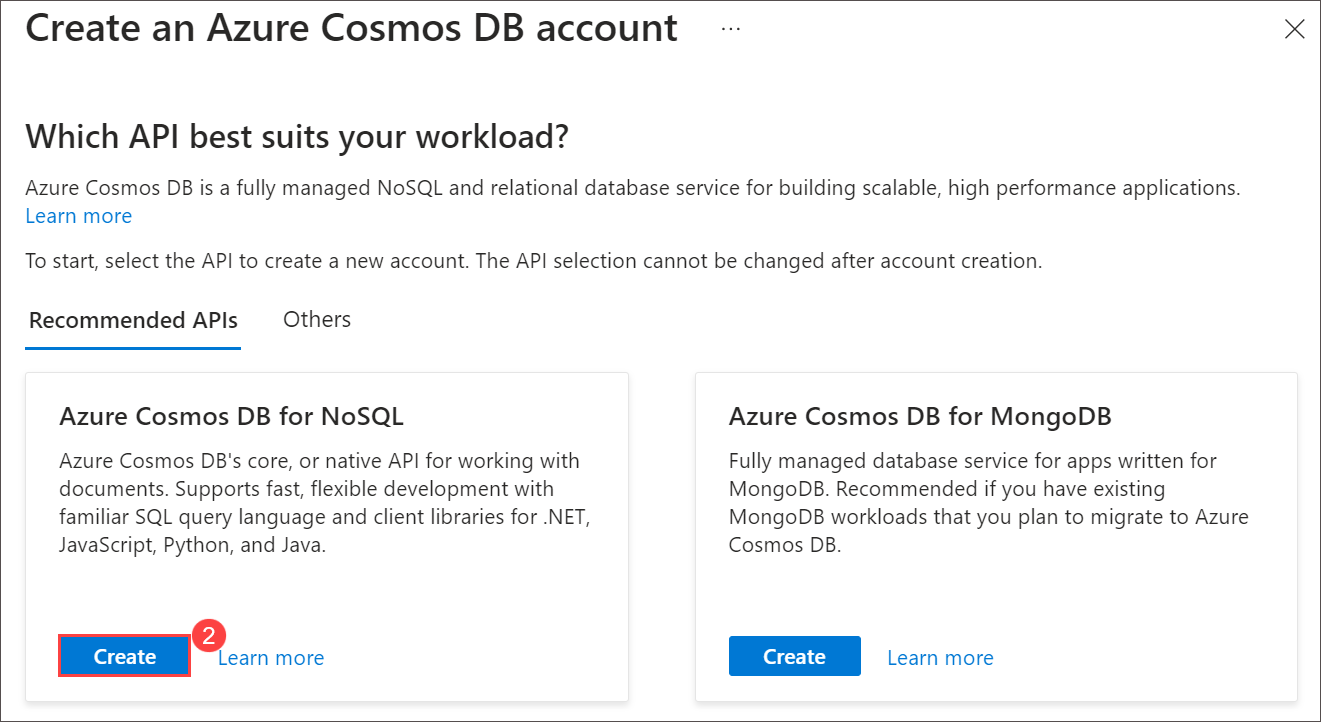 Create an Azure Cosmos DB account ...
Which API best suits your workload?
Azure Cosmos DB is a fully managed NoSQL and relational database service for building scalable, high performance applications.
Learn more
To start, select the API to create a new account. The API selection cannot be changed after account creation.
Recommended APIs Others
Azure Cosmos DB for NoSQL
Azure Cosmos DB's core, or native API for working with
documents. Supports fast, flexible development with
familiar SQL query language and client libraries for .NET,
JavaScript, Python, and Java.
2
Create Learn more
Azure Cosmos DB for MongoDB
Fully managed database service for apps written for
MongoDB. Recommended if you have existing
MongoDB workloads that you plan to migrate to Azure
Cosmos DB.
Create Learn more